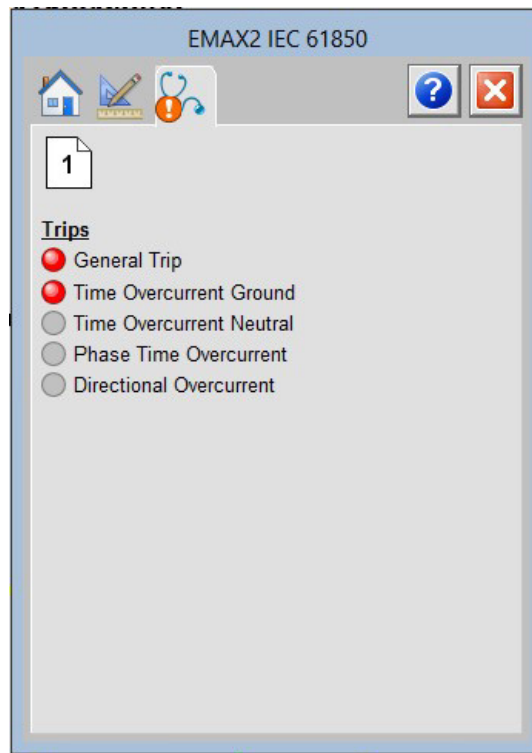 EMAX2 IEC 61850
?
1
Trips
General Trip
Time Overcurrent Ground
Time Overcurrent Neutral
Phase Time Overcurrent
Directional Overcurrent